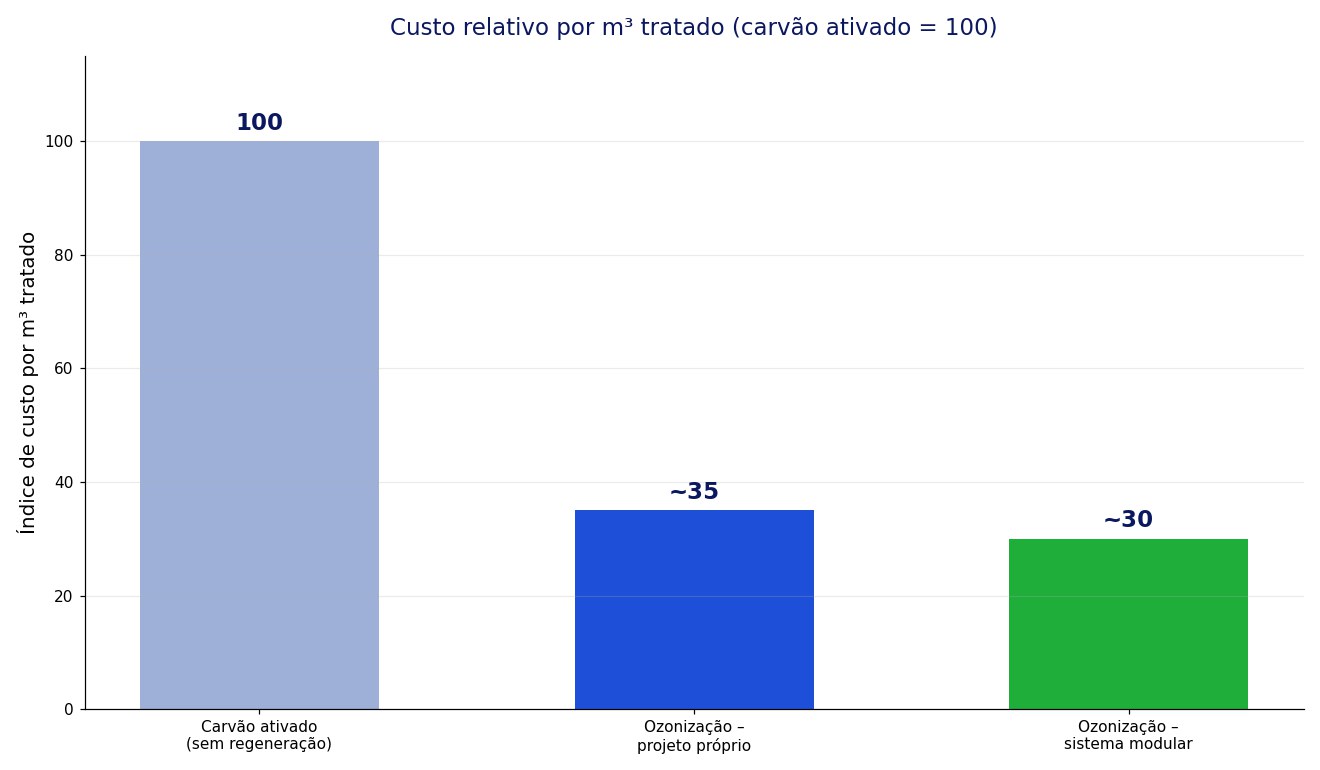 Custo relativo por m³ tratado (carvão ativado = 100)
Índice de custo por m³ tratado
100
80
60
40
20
0
100
~35
~30
Carvão ativado
(sem regeneração)
Ozonização –
projeto próprio
Ozonização –
sistema modular